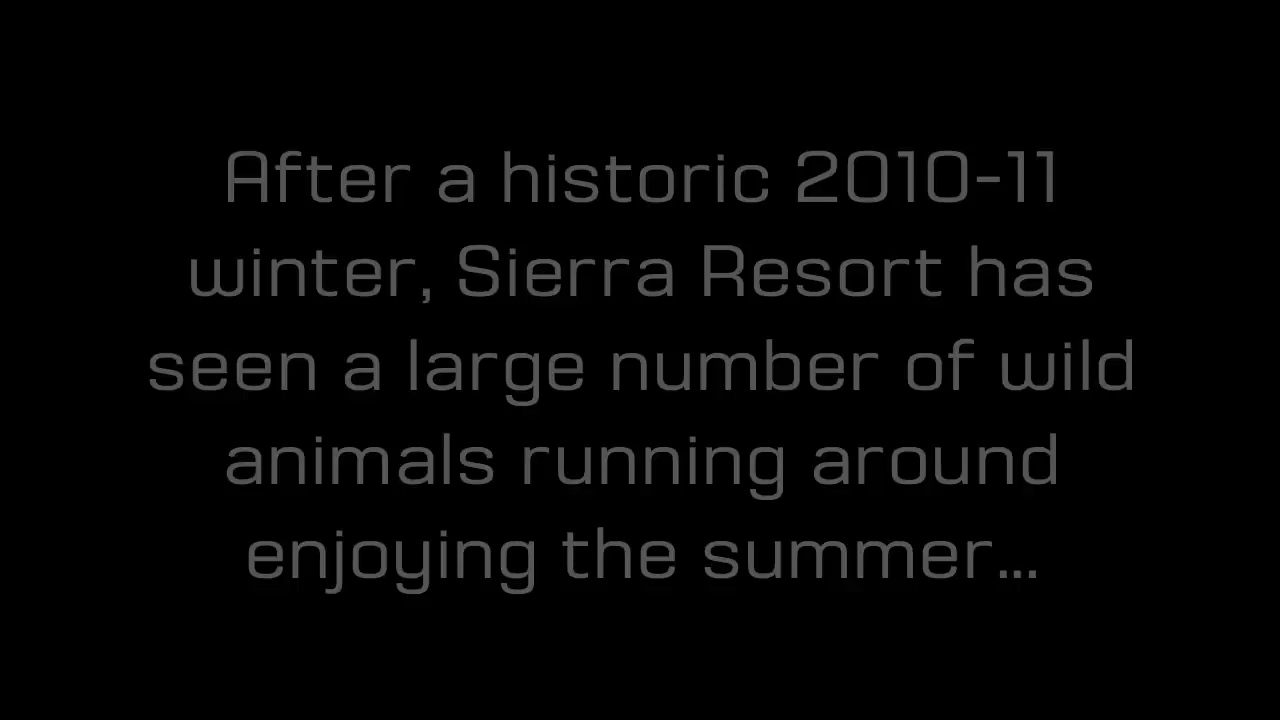 After a historic 2010-11
winter, Sierra Resort has
seen a large number of wild
animals running around
enjoying the summer...